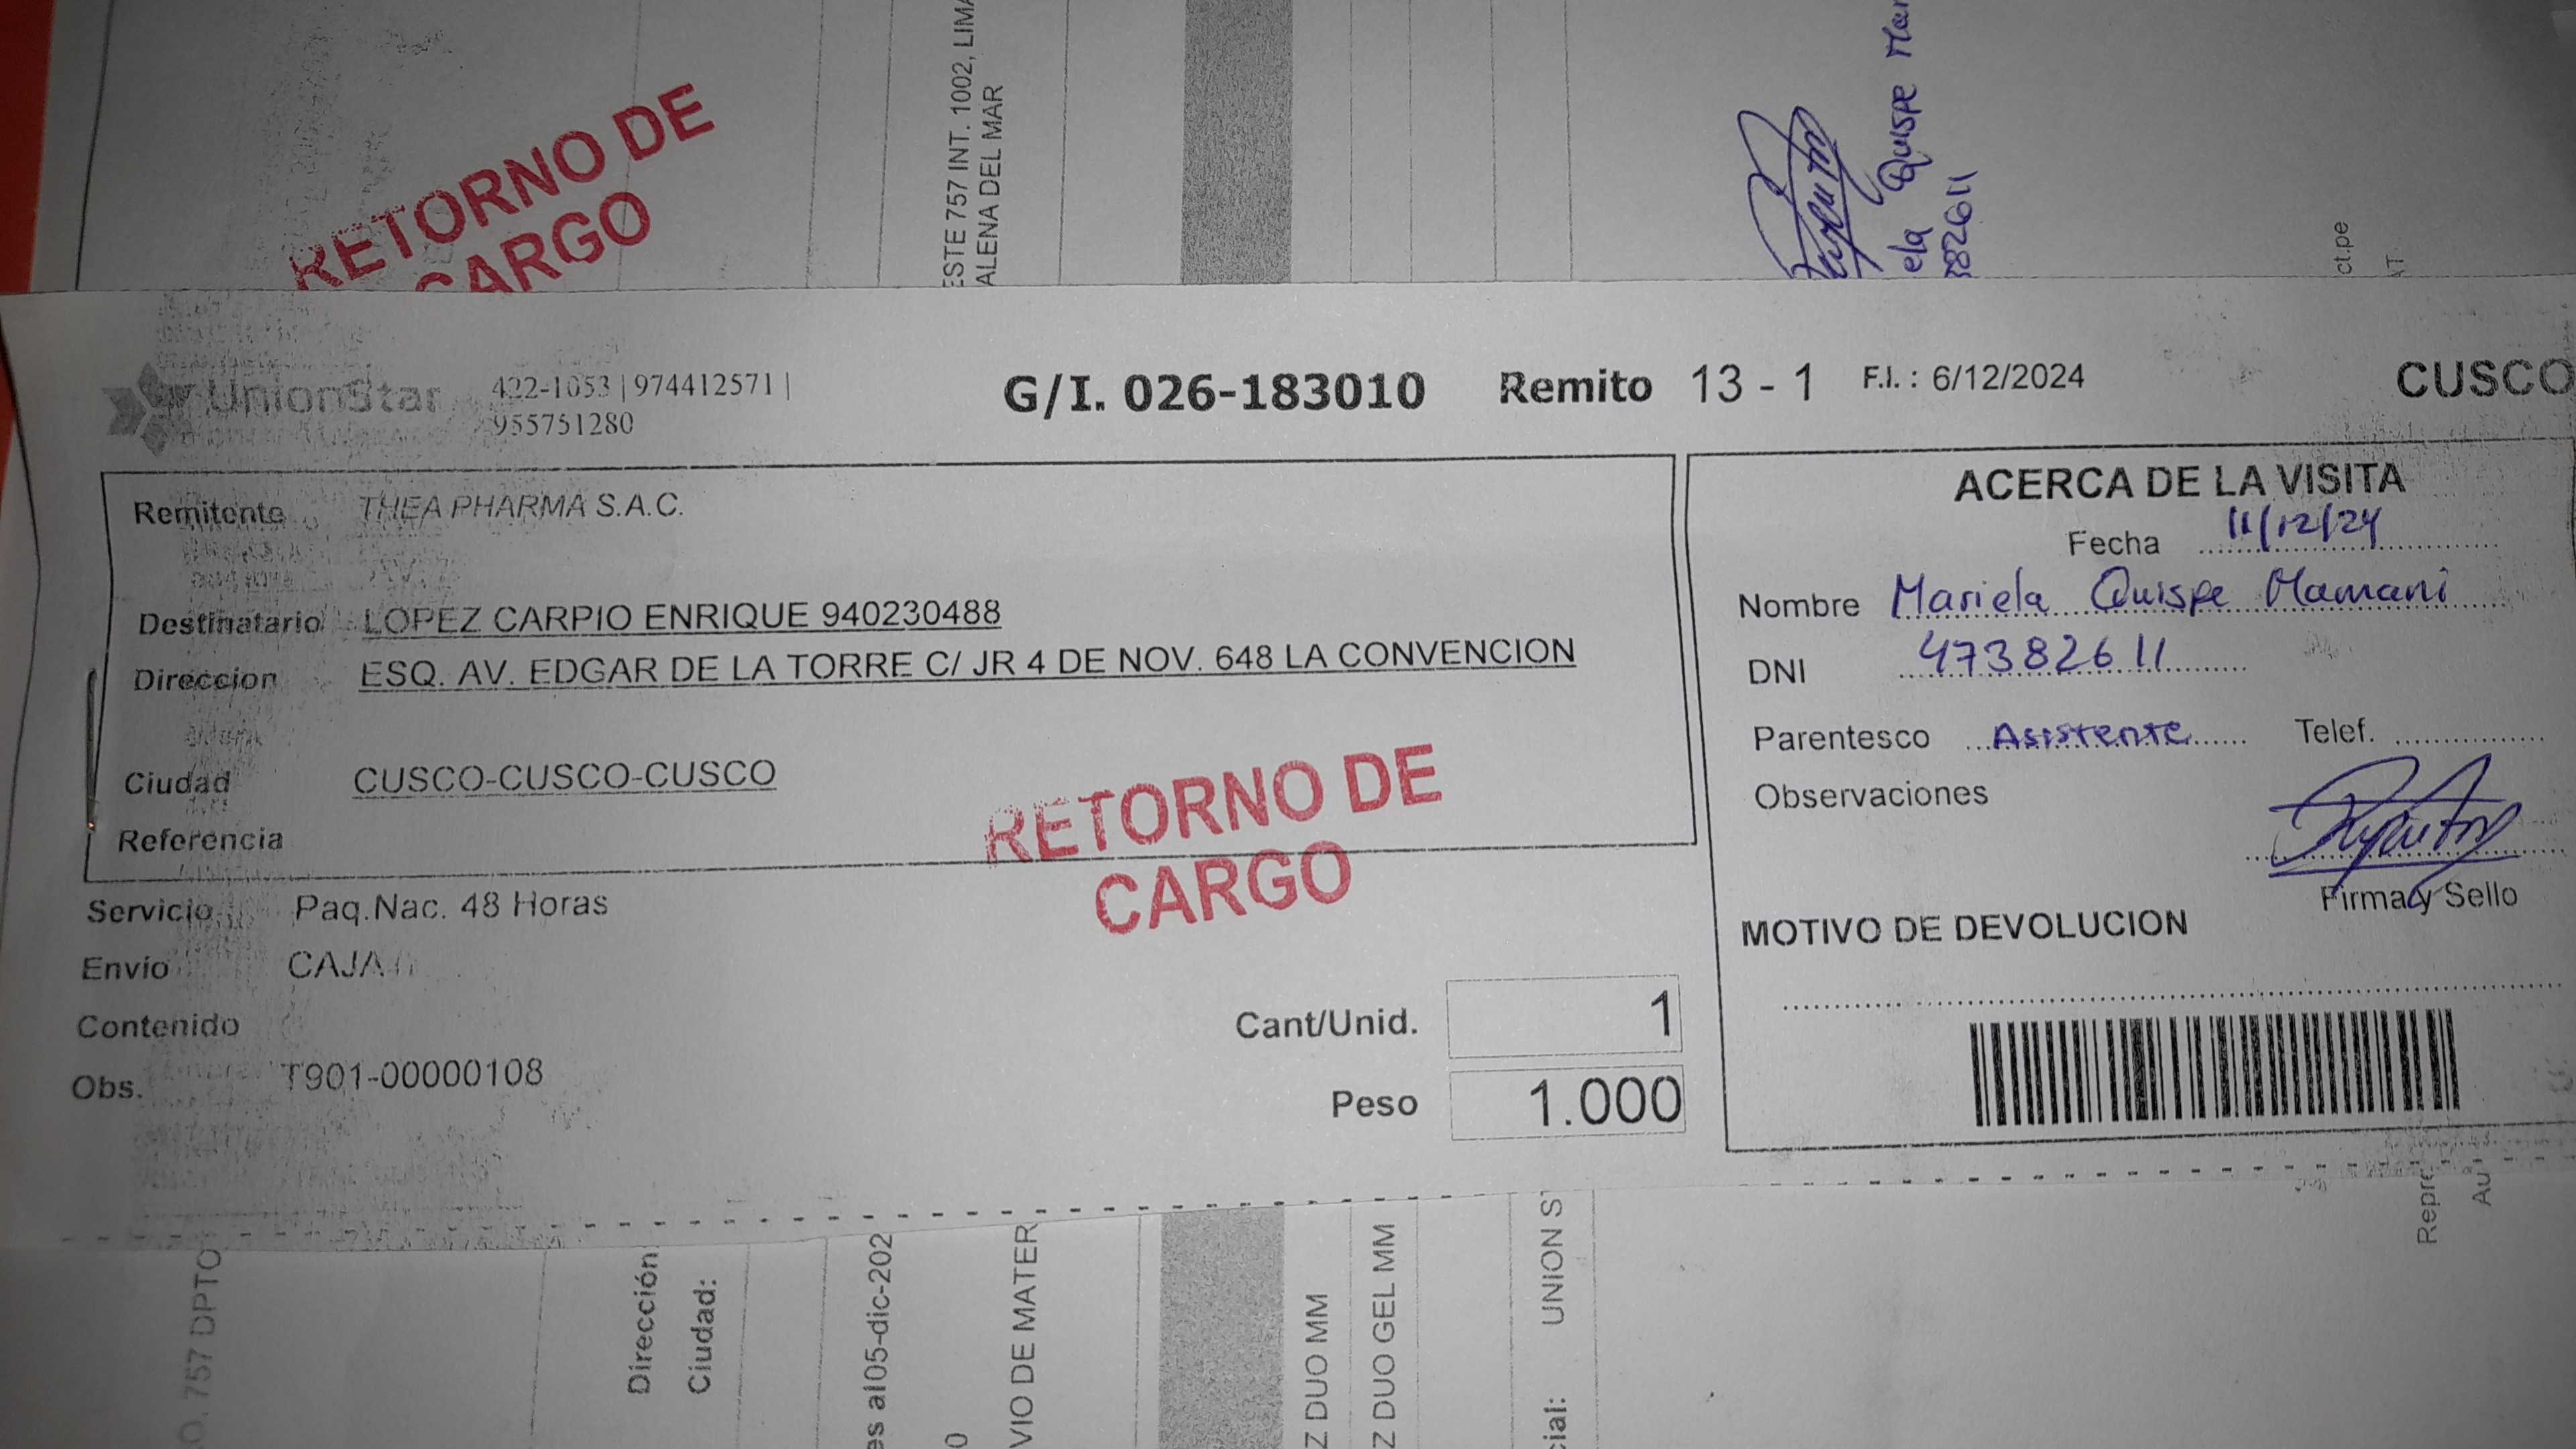 ESTE 757 INT. 1002, LIMA
ALENA DEL MAR
RETORNO DE
CARGO
ela Quispe Mar
82611
ct.pe
UnionStar
422-1053 | 974412571 |
955751280
G/I. 026-183010 Remito 13 - 1 F.I. : 6/12/2024 CUSCO
Remitente THEA PHARMA S.A.C.
Destinatario LOPEZ CARPIO ENRIQUE 940230488
Direccion ESQ. AV. EDGAR DE LA TORRE C/ JR 4 DE NOV. 648 LA CONVENCION
Ciudad CUSCO-CUSCO-CUSCO
Referencia
RETORNO DE
CARGO
Servicio Paq.Nac. 48 Horas
Envio CAJA
Contenido
Obs. T901-00000108
Cant/Unid. 1
Peso 1.000
ACERCA DE LA VISITA
Fecha 11/12/24
Nombre Mariela Quispe Mamani
DNI 47382611
Parentesco Asistente Telef.
Observaciones
Firma y Sello
MOTIVO DE DEVOLUCION
O, 757 DPTO
Dirección
Ciudad:
es al05-dic-202
0
VIO DE MATER
Z DUO MM
Z DUO GEL MM
cial: UNION S
Repre
Au